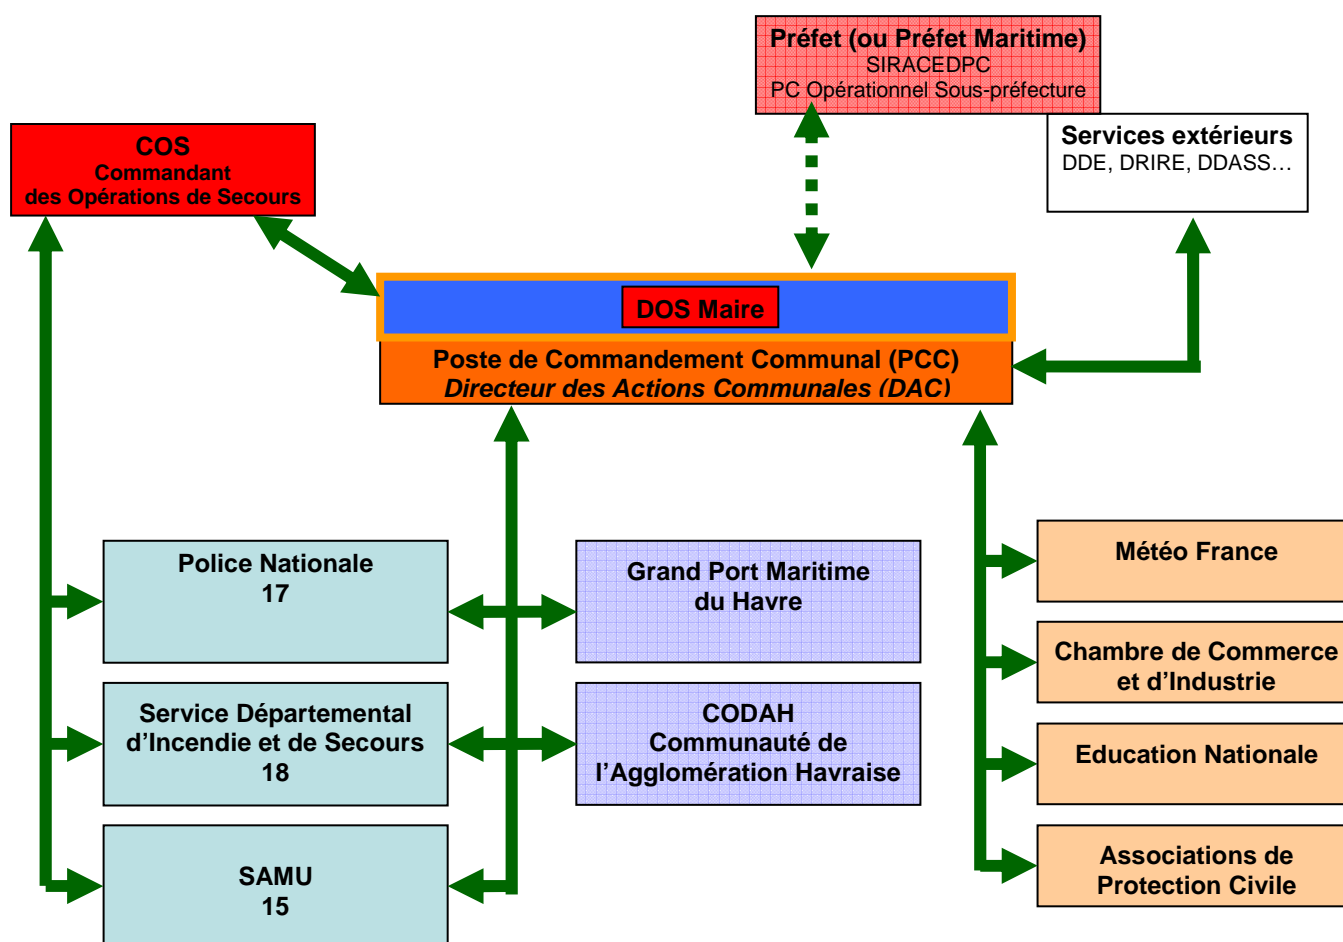 Préfet (ou Préfet Maritime)
SIRACEDPC
PC Opérationnel Sous-préfecture
COS
Commandant
des Opérations de Secours
Services extérieurs
DDE, DRIRE, DDASS…
DOS Maire
Poste de Commandement Communal (PCC)
Directeur des Actions Communales (DAC)
Police Nationale
17
Grand Port Maritime
du Havre
Météo France
Chambre de Commerce
et d’Industrie
Service Départemental
d’Incendie et de Secours
18
CODAH
Communauté de
l’Agglomération Havraise
Education Nationale
SAMU
15
Associations de
Protection Civile